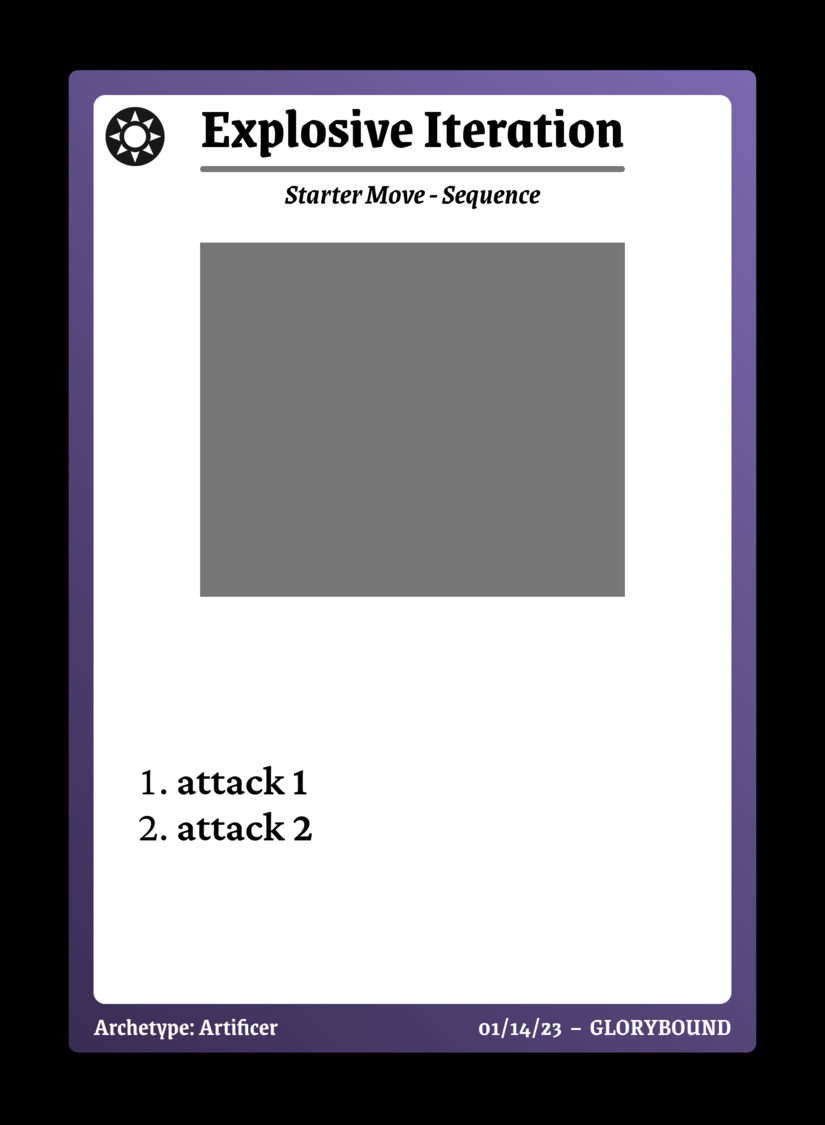 Explosive Iteration
Starter Move - Sequence
1. attack 1
2. attack 2
Archetype: Artificer
01/14/23 – GLORYBOUND